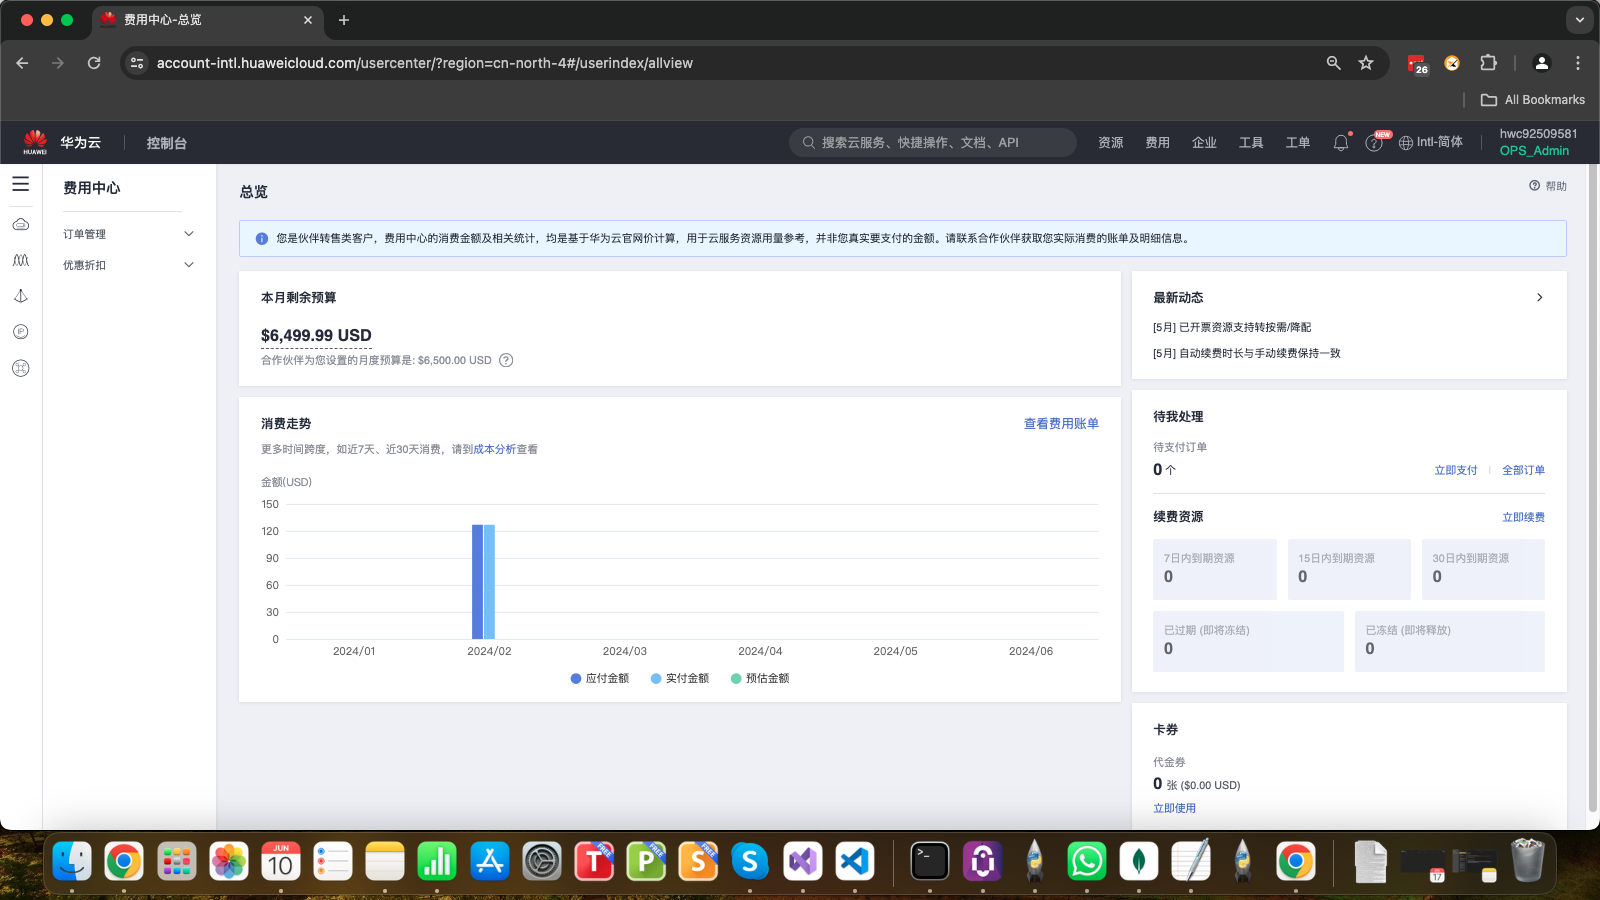 费用中心-总览
account-intl.huaweicloud.com/usercenter/?region=cn-north-4#/userindex/allview
26
All Bookmarks
HUAWEI
华为云
控制台
搜索云服务、快捷操作、文档、API
资源
费用
企业
工具
工单
NEW
Intl-简体
hwc92509581
OPS_Admin
费用中心
订单管理
优惠折扣
总览
帮助
您是伙伴转售类客户，费用中心的消费金额及相关统计，均是基于华为云官网价计算，用于云服务资源用量参考，并非您真实要支付的金额。请联系合作伙伴获取您实际消费的账单及明细信息。
本月剩余预算
$6,499.99 USD
合作伙伴为您设置的月度预算是: $6,500.00 USD
最新动态
[5月] 已开票资源支持转按需/降配
[5月] 自动续费时长与手动续费保持一致
消费走势
查看费用账单
更多时间跨度，如近7天、近30天消费，请到成本分析查看
金额(USD)
150
120
90
60
30
0
2024/01
2024/02
2024/03
2024/04
2024/05
2024/06
应付金额
实付金额
预估金额
待我处理
待支付订单
0 个
立即支付
全部订单
续费资源
立即续费
7日内到期资源
0
15日内到期资源
0
30日内到期资源
0
已过期 (即将冻结)
0
已冻结 (即将释放)
0
卡券
代金券
0 张 ($0.00 USD)
立即使用
JUN
10
T
FREE
P
FREE
S
FREE
17